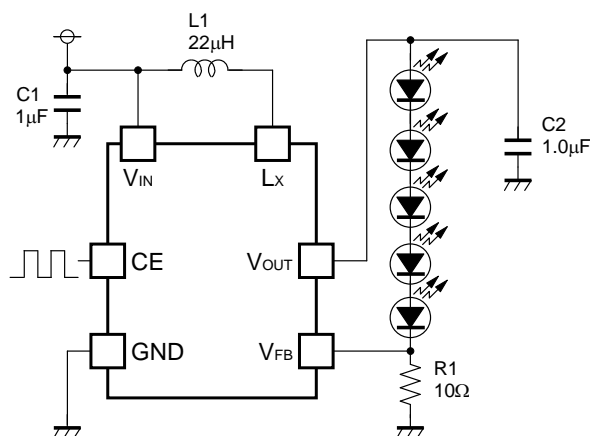 L1
22μH
C1
1μF
C2
1.0μF
VIN
LX
CE
VOUT
GND
VFB
R1
10Ω